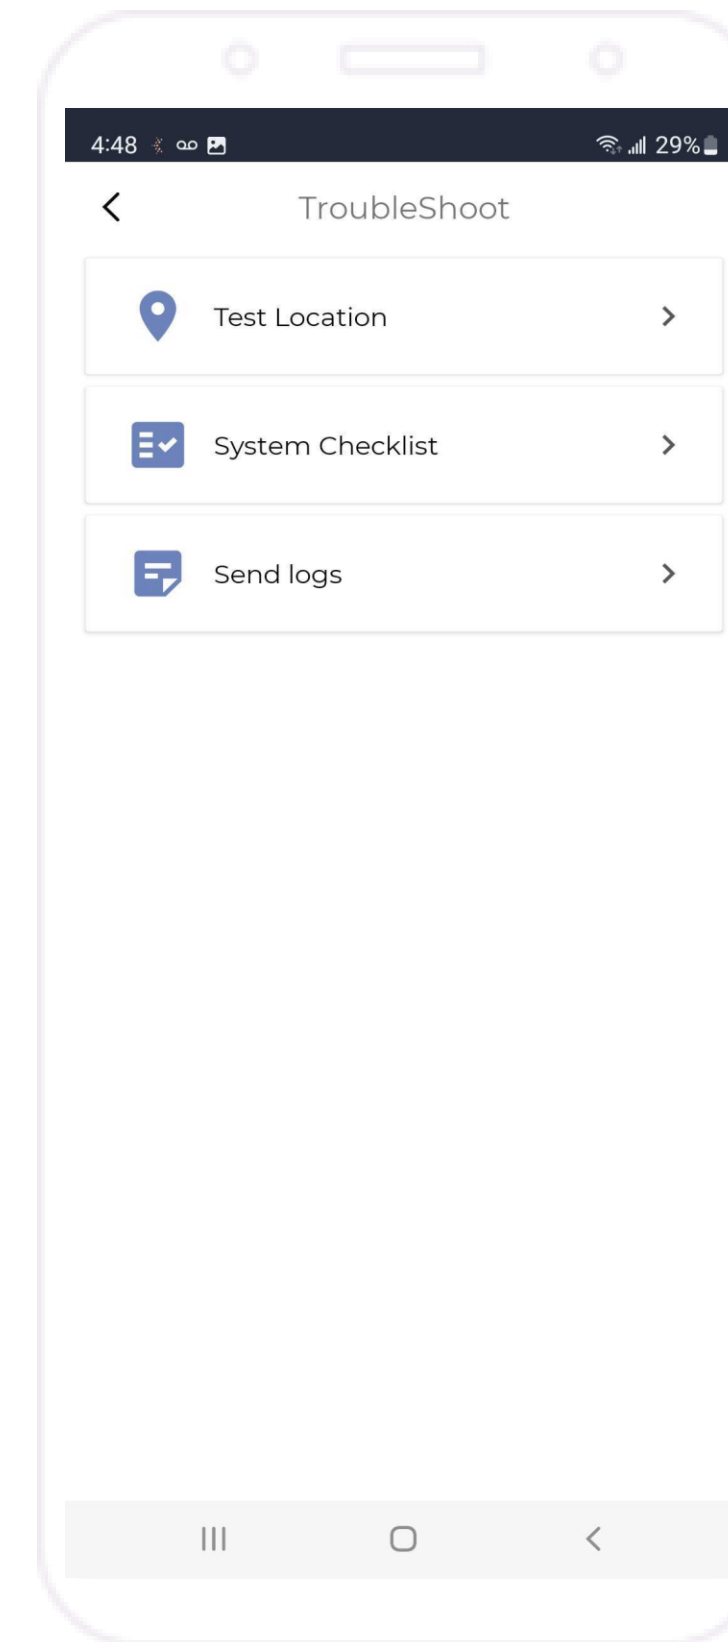 4:48 29%
TroubleShoot
Test Location
System Checklist
Send logs